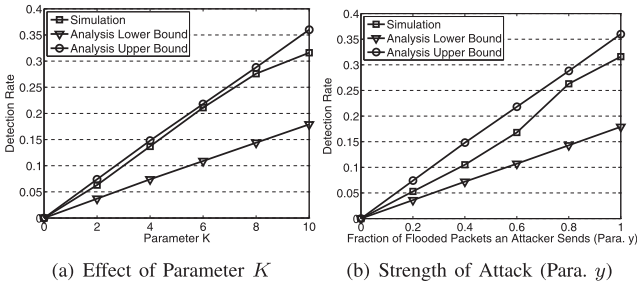 0.4
0.35
0.3
0.25
0.2
0.15
0.1
0.05
0
Detection Rate
Simulation
Analysis Lower Bound
Analysis Upper Bound
0 2 4 6 8 10
Parameter K
(a) Effect of Parameter K
0.4
0.35
0.3
0.25
0.2
0.15
0.1
0.05
0
Detection Rate
Simulation
Analysis Lower Bound
Analysis Upper Bound
0 0.2 0.4 0.6 0.8 1
Fraction of Flooded Packets an Attacker Sends (Para. y)
(b) Strength of Attack (Para. y)